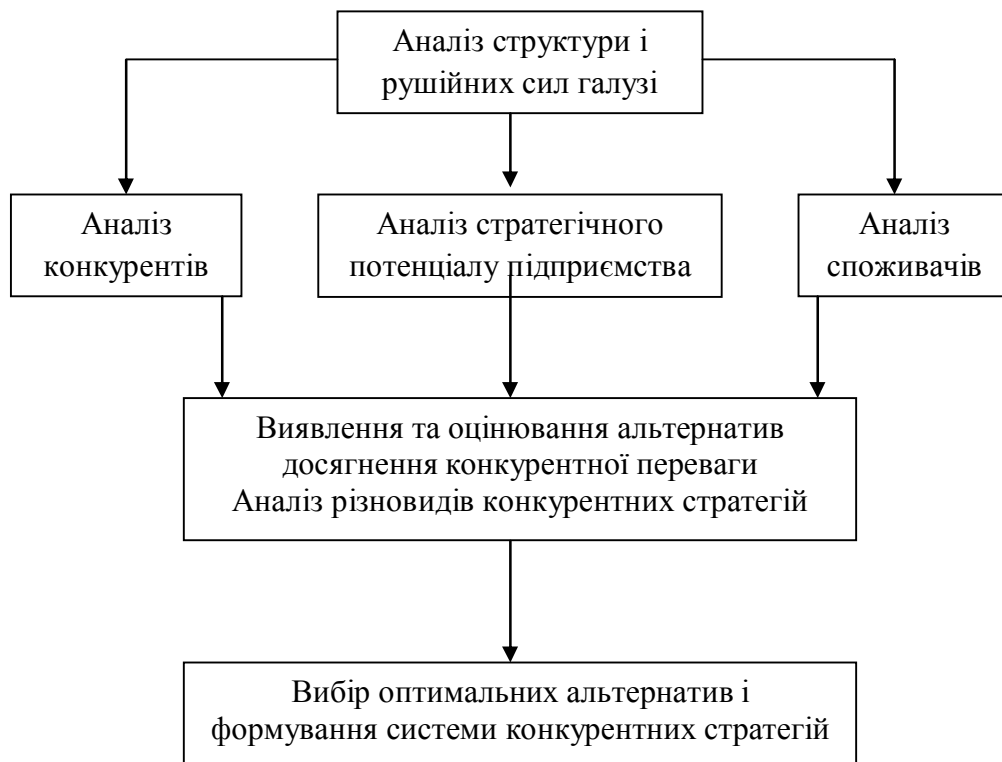 Аналіз структури і
рушійних сил галузі
Аналіз
конкурентів
Аналіз стратегічного
потенціалу підприємства
Аналіз
споживачів
Виявлення та оцінювання альтернатив
досягнення конкурентної переваги
Аналіз різновидів конкурентних стратегій
Вибір оптимальних альтернатив і
формування системи конкурентних стратегій